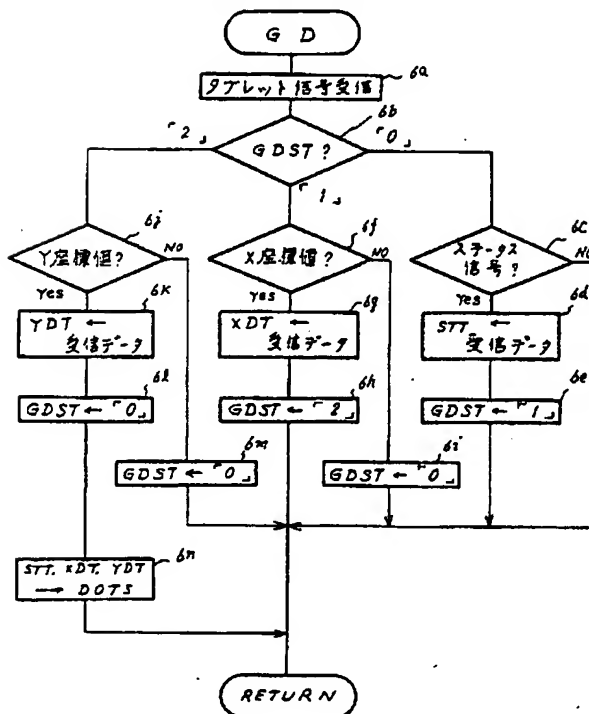 GD
6a
タブレット信号受信
6b
「2」
GDST?
「0」
「1」
6j
Y座標値?
NO
6f
X座標値?
NO
6c
ステータス
信号?
NO
Yes
6k
YDT ←
受信データ
Yes
6g
XDT ←
受信データ
Yes
6d
STT ←
受信データ
6l
GDST ← 「0」
6h
GDST ← 「2」
6e
GDST ← 「1」
6m
GDST ← 「0」
6i
GDST ← 「0」
6n
STT, XDT, YDT
→ DOTS
RETURN